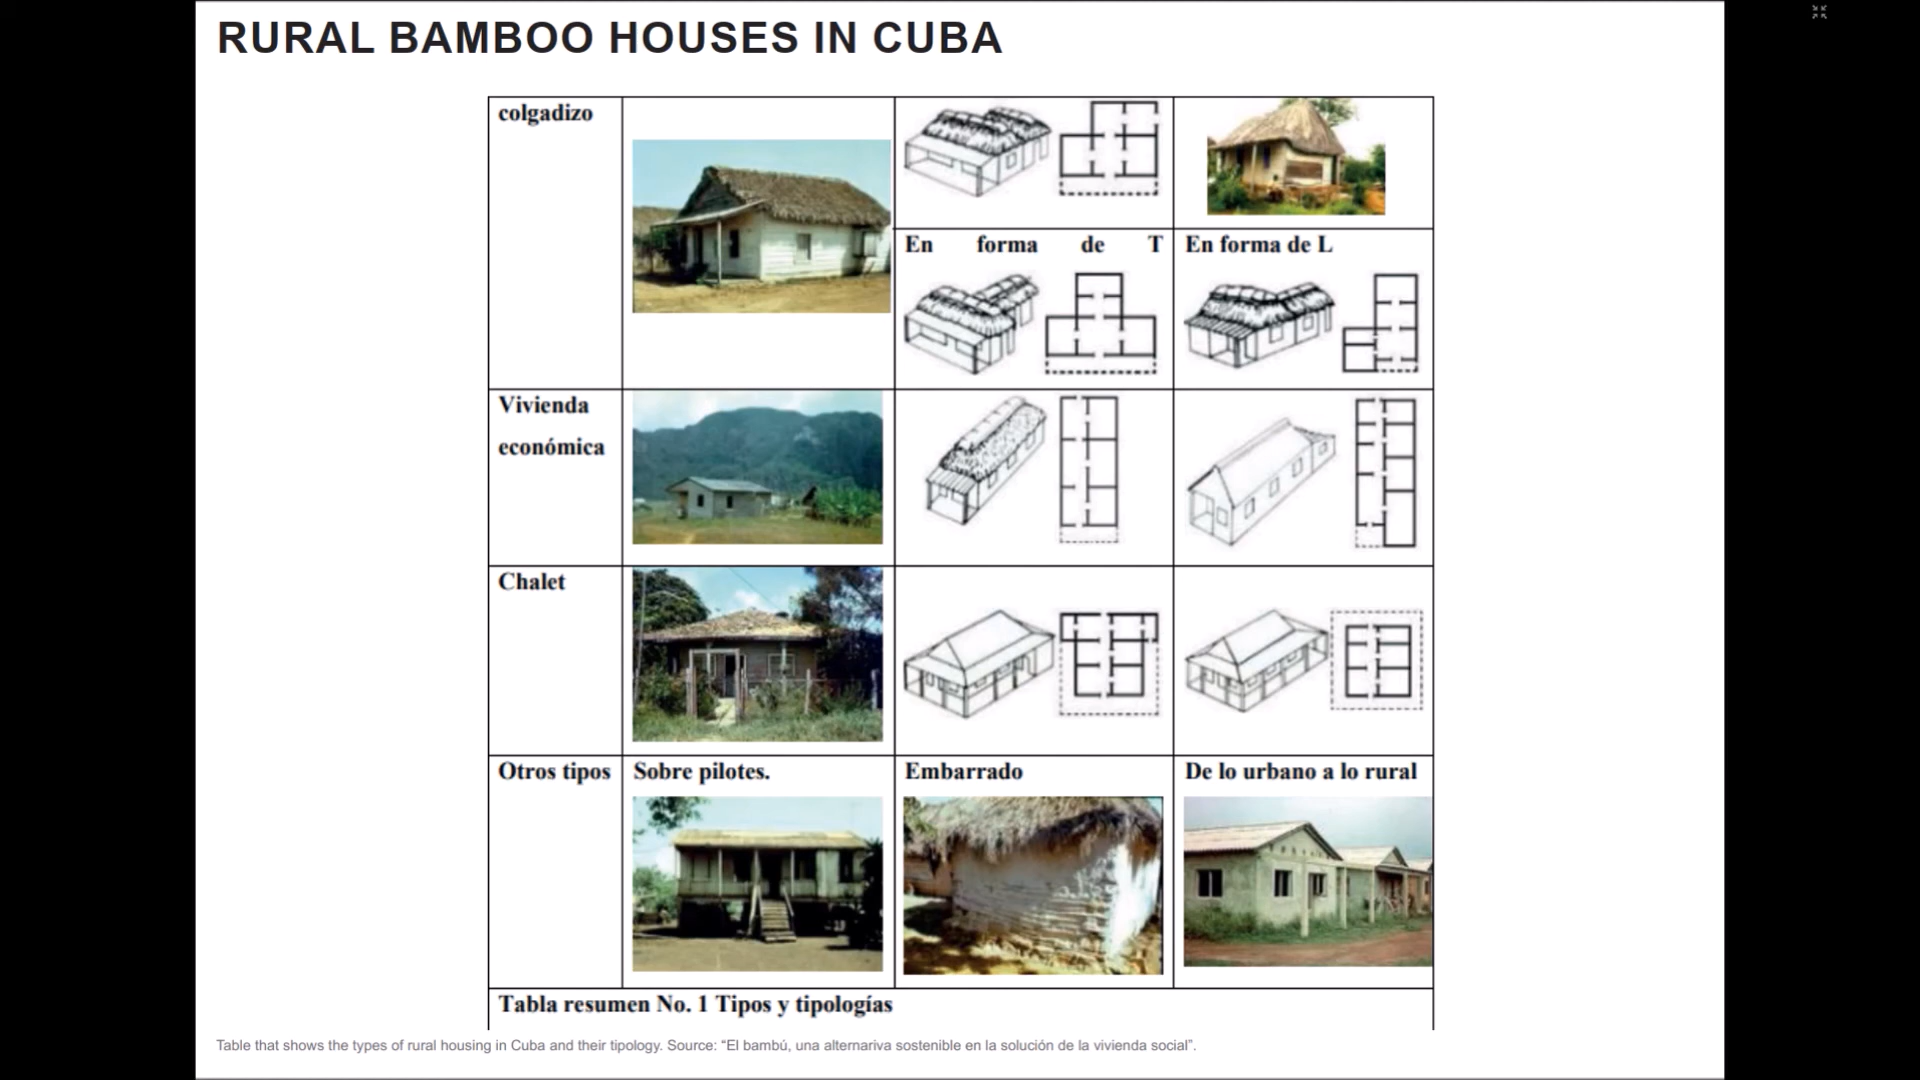 RURAL BAMBOO HOUSES IN CUBA
colgadizo
En forma de T
En forma de L
Vivienda
económica
Chalet
Otros tipos
Sobre pilotes.
Embarrado
De lo urbano a lo rural
Tabla resumen No. 1 Tipos y tipologías
Table that shows the types of rural housing in Cuba and their tipology. Source: “El bambú, una alternariva sostenible en la solución de la vivienda social”.